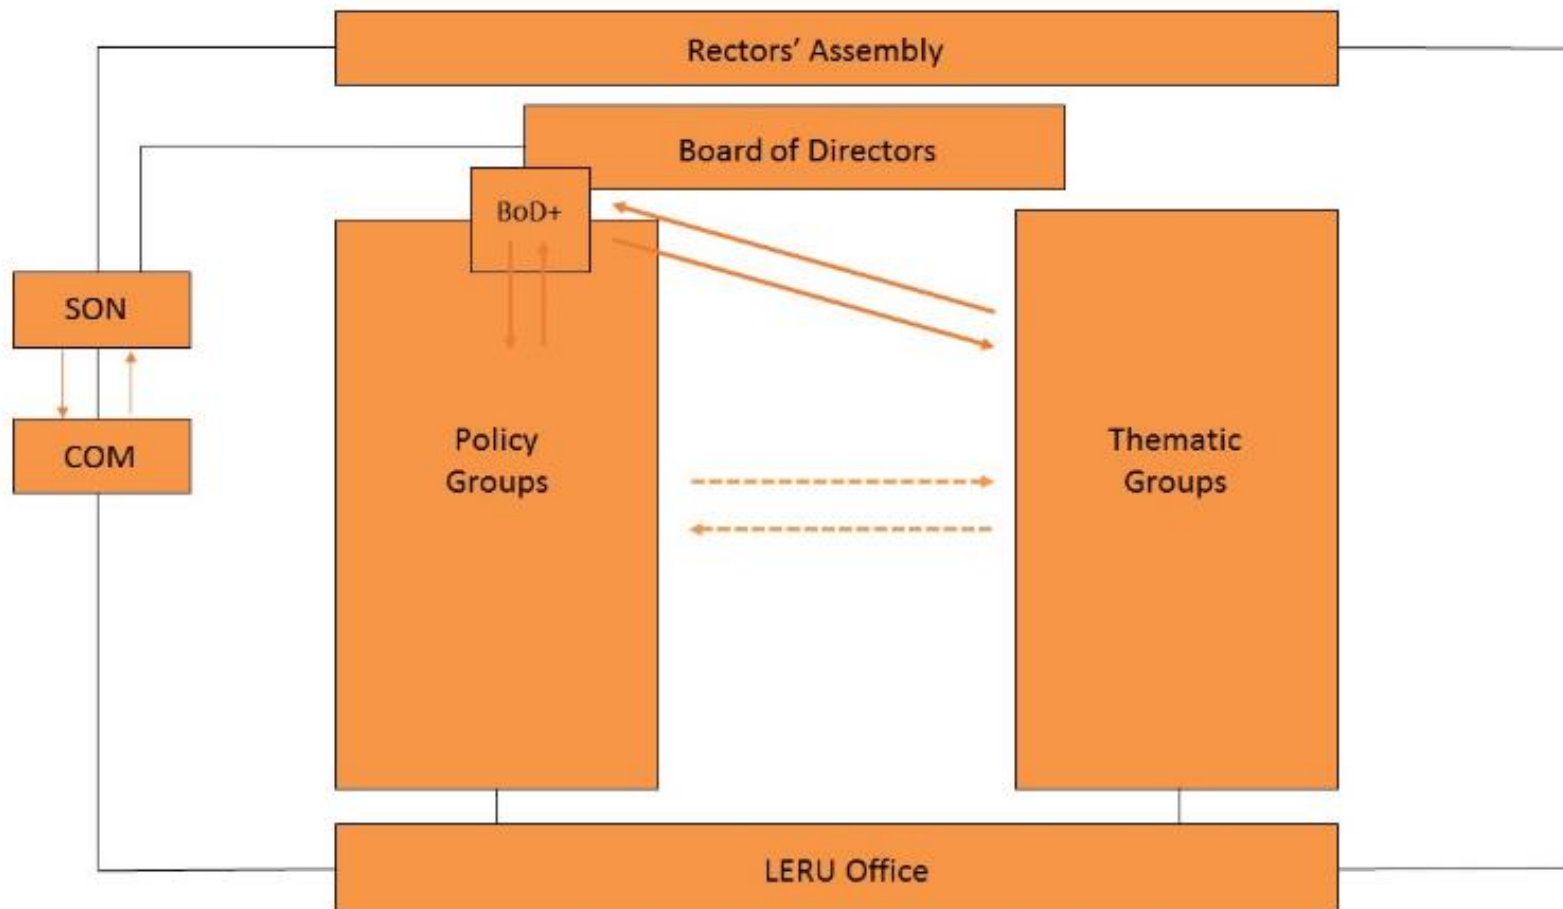 Rectors’ Assembly
Board of Directors
BoD+
SON
COM
Policy
Groups
Thematic
Groups
LERU Office